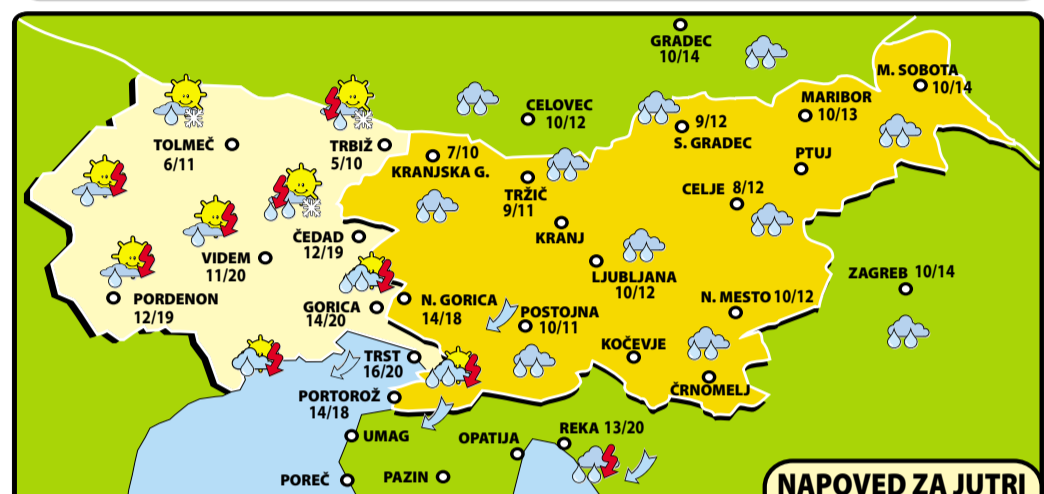 GRADEC
10/14
M. SOBOTA
10/14
CELOVEC
10/12
MARIBOR
10/13
9/12
S. GRADEC
TOLMEČ
6/11
TRBIŽ
5/10
7/10
KRANJSKA G.
PTUJ
TRŽIČ
9/11
CELJE 8/12
KRANJ
ČEDAD
12/19
VIDEM
11/20
LJUBLJANA
10/12
ZAGREB 10/14
PORDENON
12/19
GORICA
14/20
N. GORICA
14/18
POSTOJNA
10/11
N. MESTO 10/12
KOČEVJE
TRST
16/20
ČRNOMELJ
PORTOROŽ
14/18
UMAG
OPATIJA
REKA 13/20
POREČ
PAZIN
NAPOVED ZA JUTRI